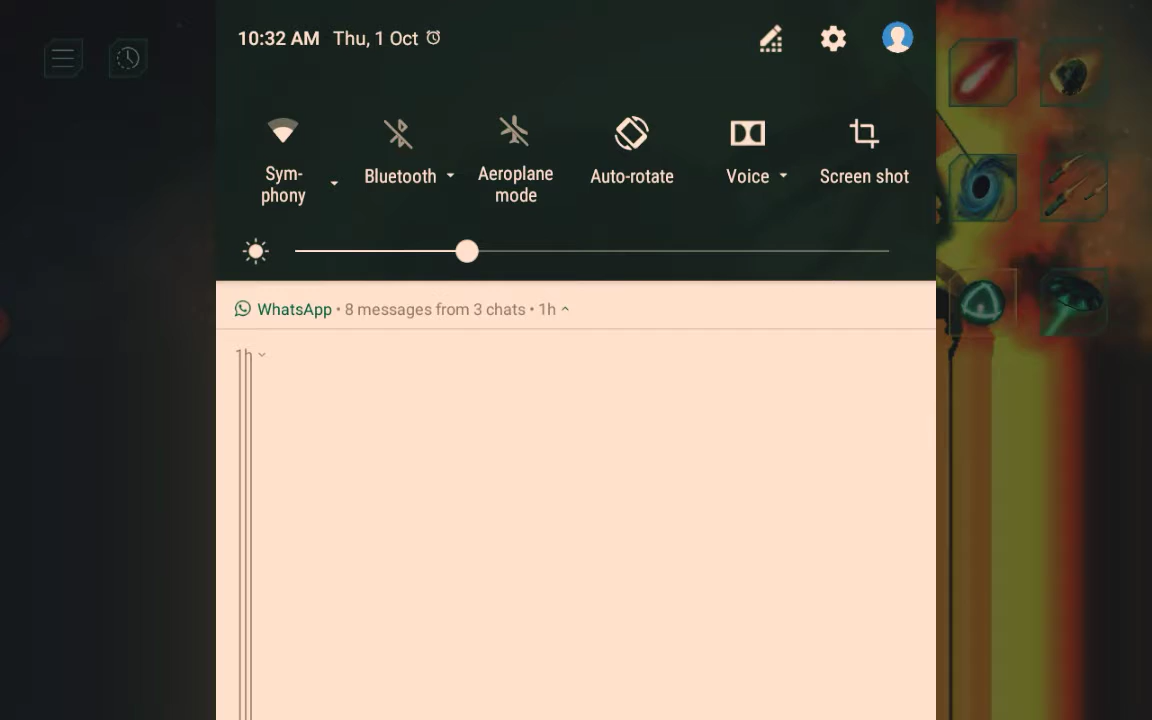 10:32 AM Thu, 1 Oct
Sym-
phony
Bluetooth
Aeroplane
mode
Auto-rotate
Voice
Screen shot
WhatsApp • 8 messages from 3 chats • 1h
1h